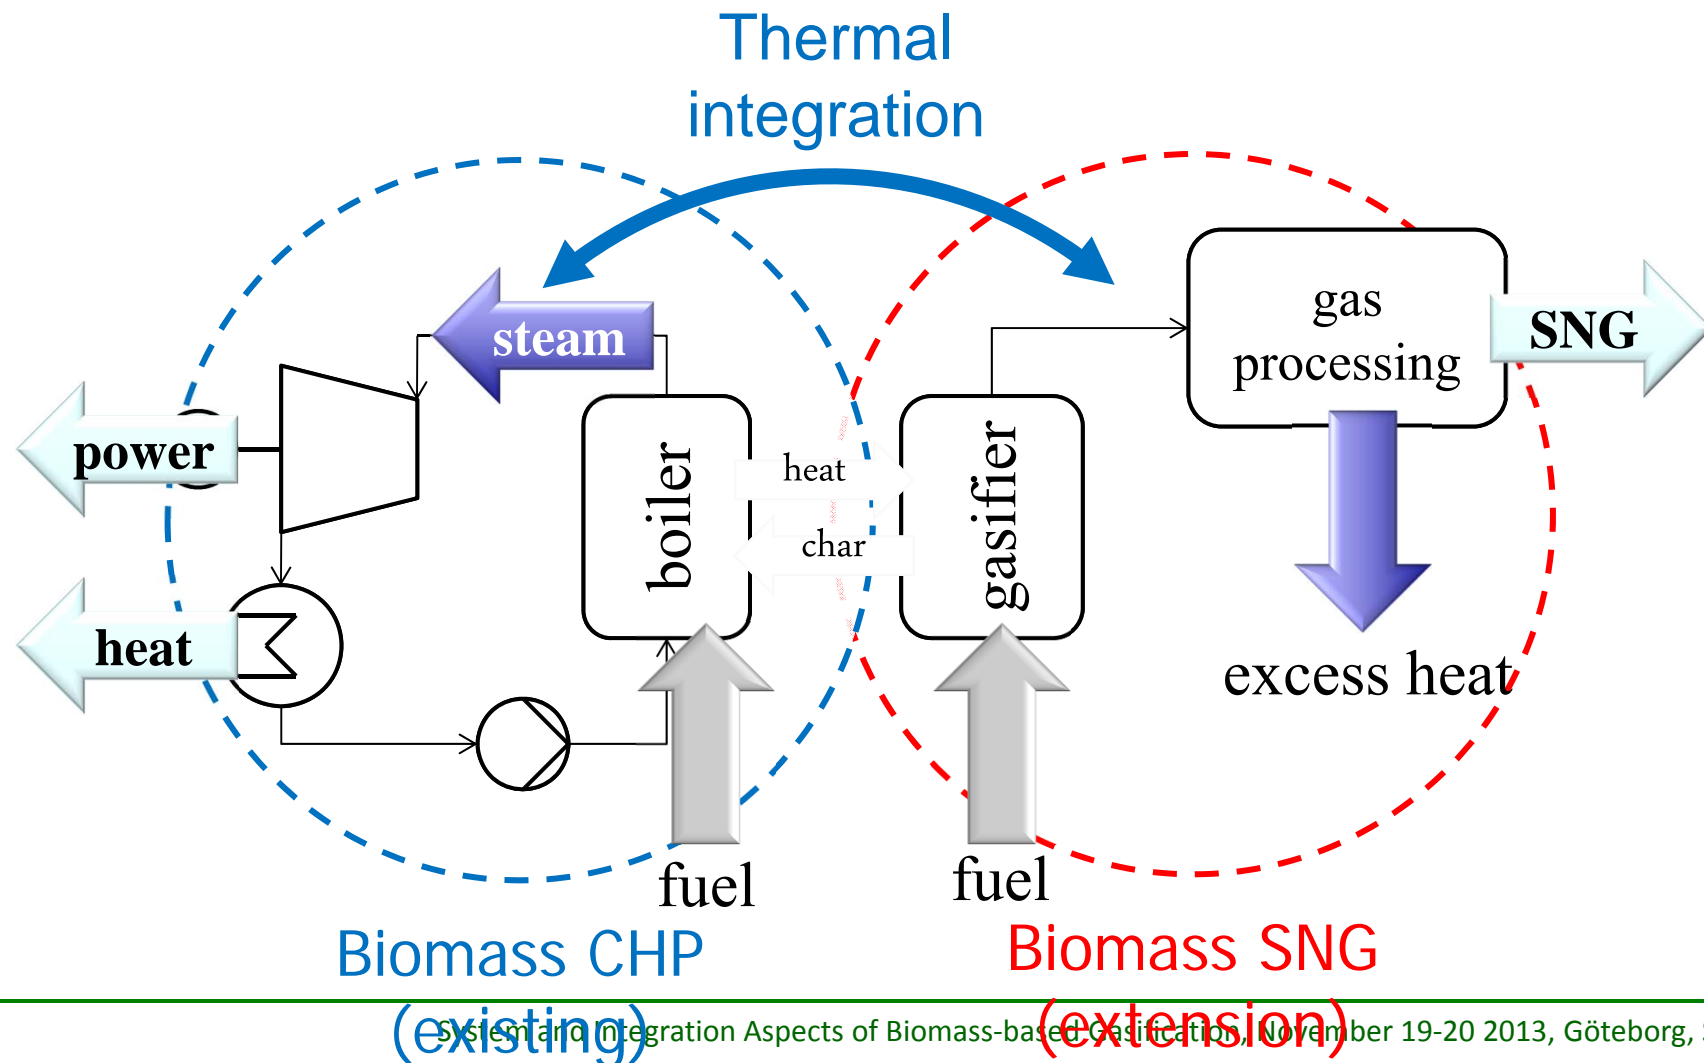 Thermal
integration
gas
processing
SNG
steam
power
heat
boiler
heat
char
gasifier
heat
excess heat
fuel
fuel
Biomass CHP
(existing)
Biomass SNG
(extension)
System and Integration Aspects of Biomass-based Gasification, November 19-20 2013, Göteborg,